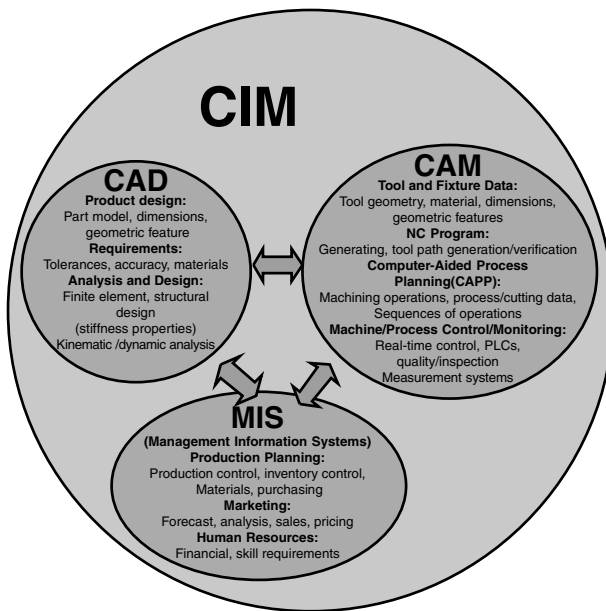 CIM
CAD
Product design:
Part model, dimensions,
geometric feature
Requirements:
Tolerances, accuracy, materials
Analysis and Design:
Finite element, structural
design
(stiffness properties)
Kinematic /dynamic analysis
CAM
Tool and Fixture Data:
Tool geometry, material, dimensions,
geometric features
NC Program:
Generating, tool path generation/verification
Computer-Aided Process
Planning(CAPP):
Machining operations, process/cutting data,
Sequences of operations
Machine/Process Control/Monitoring:
Real-time control, PLCs,
quality/inspection
Measurement systems
MIS
(Management Information Systems)
Production Planning:
Production control, inventory control,
Materials, purchasing
Marketing:
Forecast, analysis, sales, pricing
Human Resources:
Financial, skill requirements